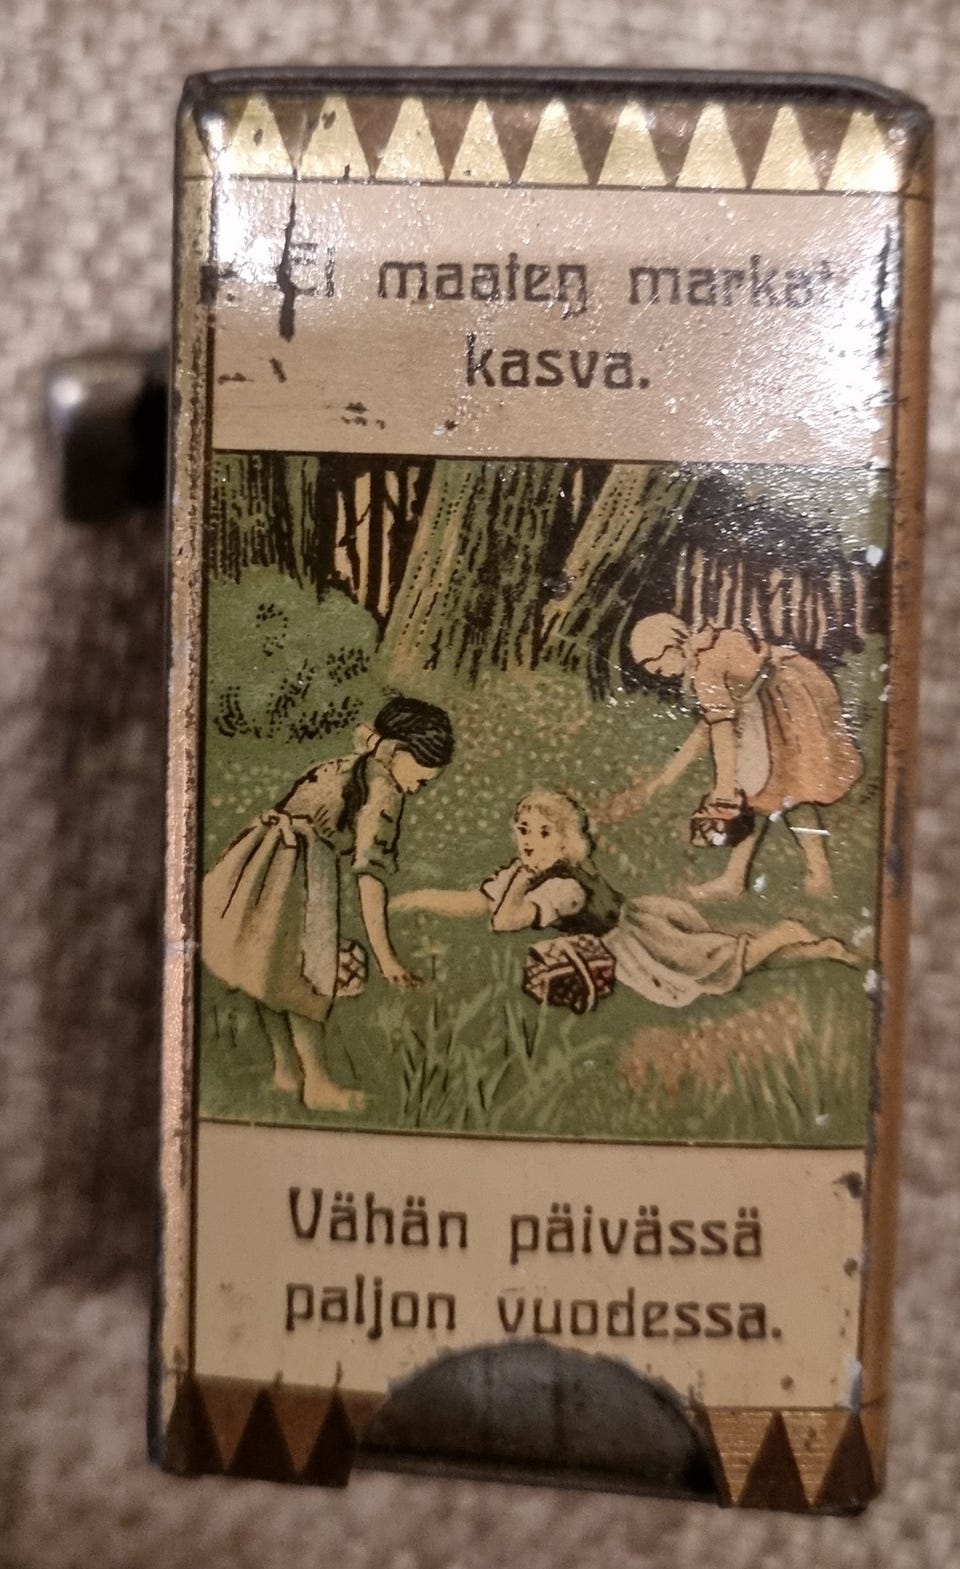 Ei maaten markat
kasva.
Vähän päivässä
paljon vuodessa.